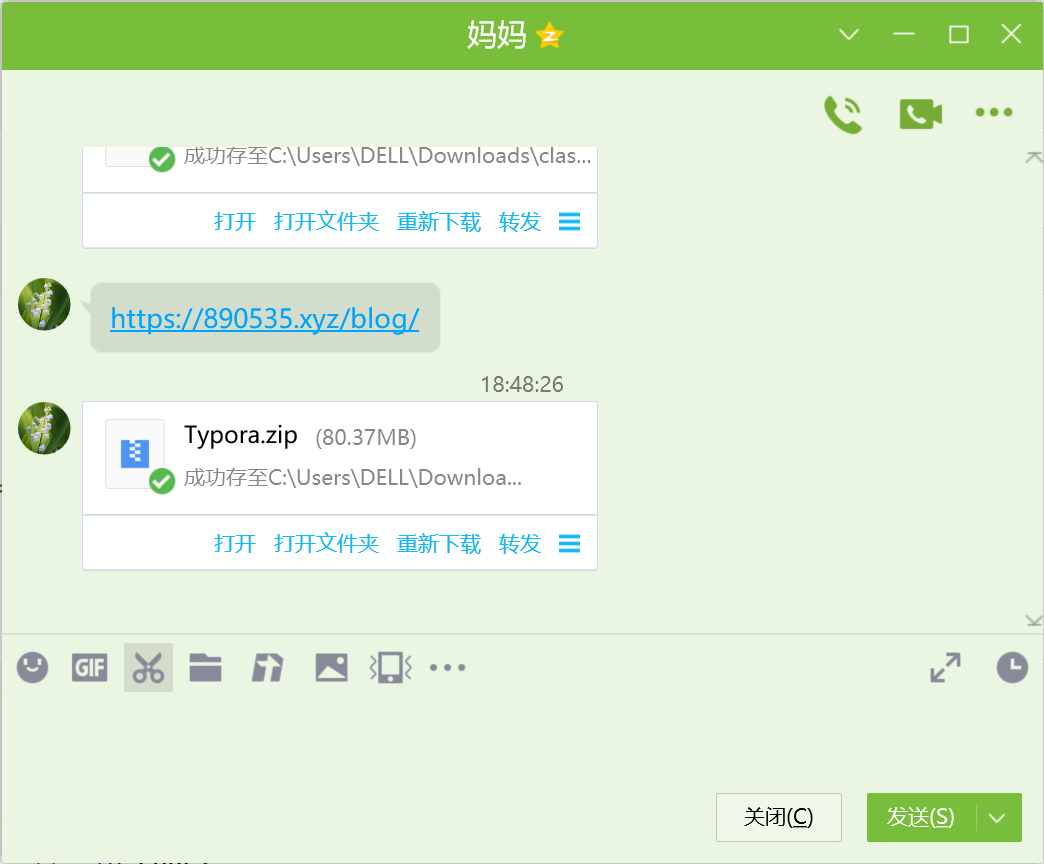 妈妈
成功存至C:\Users\DELL\Downloads\clas...
打开 打开文件夹 重新下载 转发
https://890535.xyz/blog/
18:48:26
Typora.zip (80.37MB)
成功存至C:\Users\DELL\Downloa...
打开 打开文件夹 重新下载 转发
GIF
关闭(C) 发送(S)